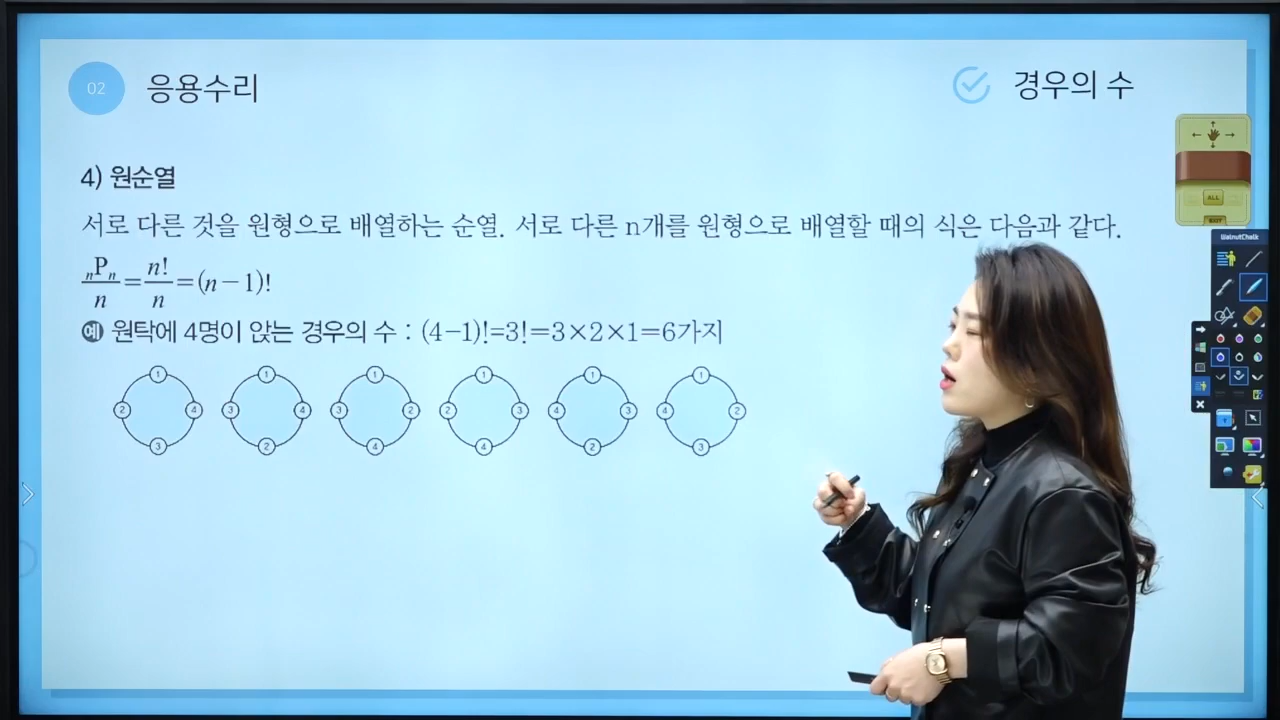 02 응용수리
경우의 수
4) 원순열
서로 다른 것을 원형으로 배열하는 순열. 서로 다른 n개를 원형으로 배열할 때의 식은 다음과 같다.
nPn/n = n!/n = (n-1)!
예 원탁에 4명이 앉는 경우의 수 : (4-1)!=3!=3×2×1=6가지
1 1 1 1 1 1
2 4 3 4 3 2 2 3 4 3 4 2
3 2 4 4 2 3
ALL
WalnutChalk